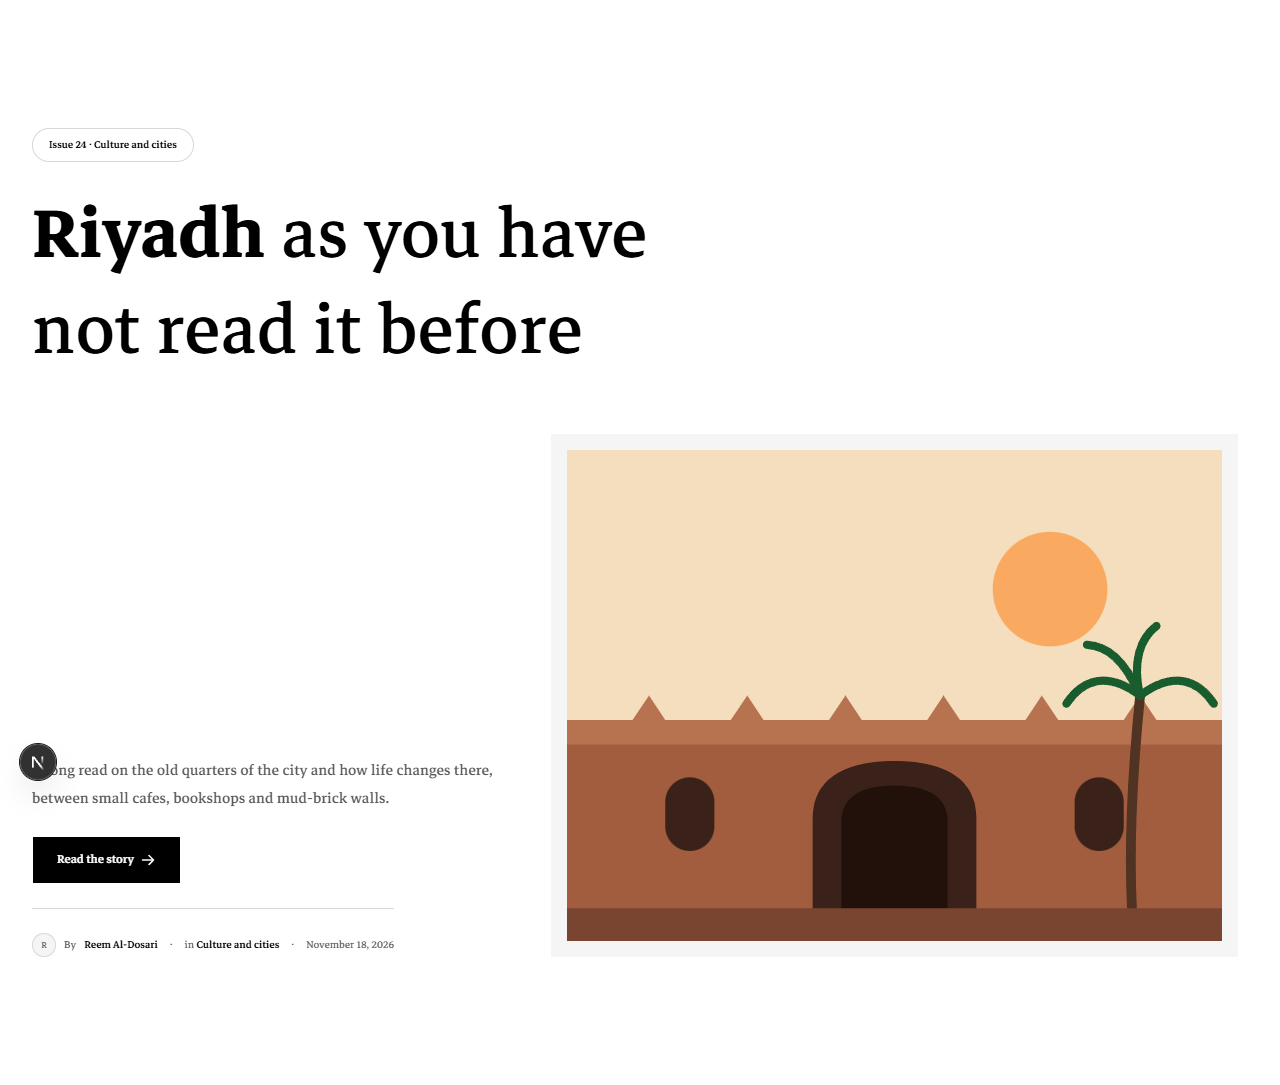 Issue 24 · Culture and cities
Riyadh as you have
not read it before
N
ong read on the old quarters of the city and how life changes there,
between small cafes, bookshops and mud-brick walls.
Read the story →
R By Reem Al-Dosari · in Culture and cities · November 18, 2026